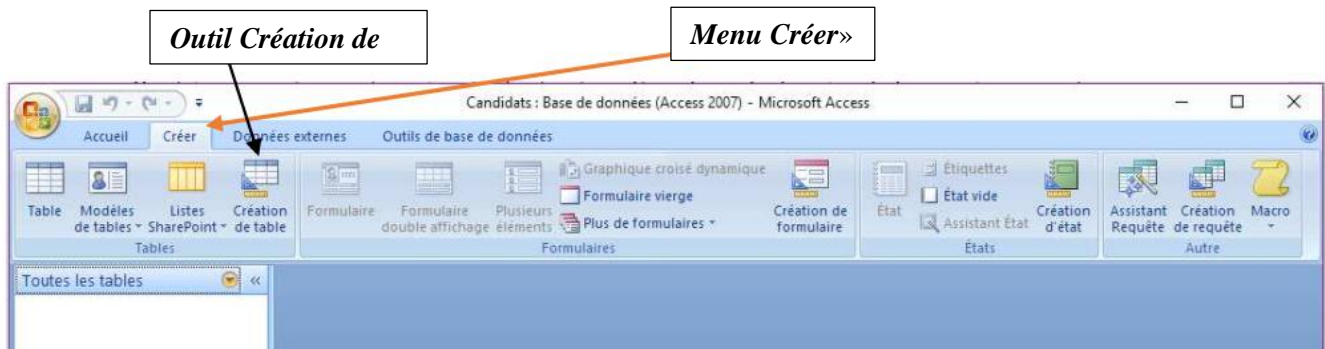 Outil Création de
Menu Créer»
Candidats : Base de données (Access 2007) - Microsoft Access
Accueil Créer Données externes Outils de base de données
Table
Modèles de tables
Listes SharePoint
Création de table
Tables
Formulaire
Formulaire double affichage
Plusieurs éléments
Graphique croisé dynamique
Formulaire vierge
Plus de formulaires
Création de formulaire
Formulaires
État
Étiquettes
État vide
Assistant État
Création d'état
États
Assistant Requête
Création de requête
Macro
Autre
Toutes les tables «